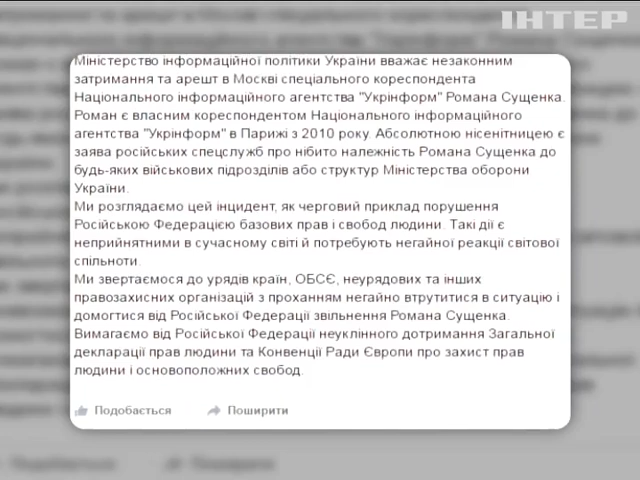 ІНТЕР
Міністерство інформаційної політики України вважає незаконним
затримання та арешт в Москві спеціального кореспондента
Національного інформаційного агентства "Укрінформ" Романа Сущенка.
Роман є власним кореспондентом Національного інформаційного
агентства "Укрінформ" в Парижі з 2010 року. Абсолютною нісенітницею є
заява російських спецслужб про нібито належність Романа Сущенка до
будь-яких військових підрозділів або структур Міністерства оборони
України.
Ми розглядаємо цей інцидент, як черговий приклад порушення
Російською Федерацією базових прав і свобод людини. Такі дії є
неприйнятними в сучасному світі й потребують негайної реакції світової
спільноти.
Ми звертаємося до урядів країн, ОБСЄ, неурядових та інших
правозахисних організацій з проханням негайно втрутитися в ситуацію і
домогтися від Російської Федерації звільнення Романа Сущенка.
Вимагаємо від Російської Федерації неуклінного дотримання Загальної
декларації прав людини та Конвенції Ради Європи про захист прав
людини і основоположних свобод.
Подобається Поширити
Подобається Поширити